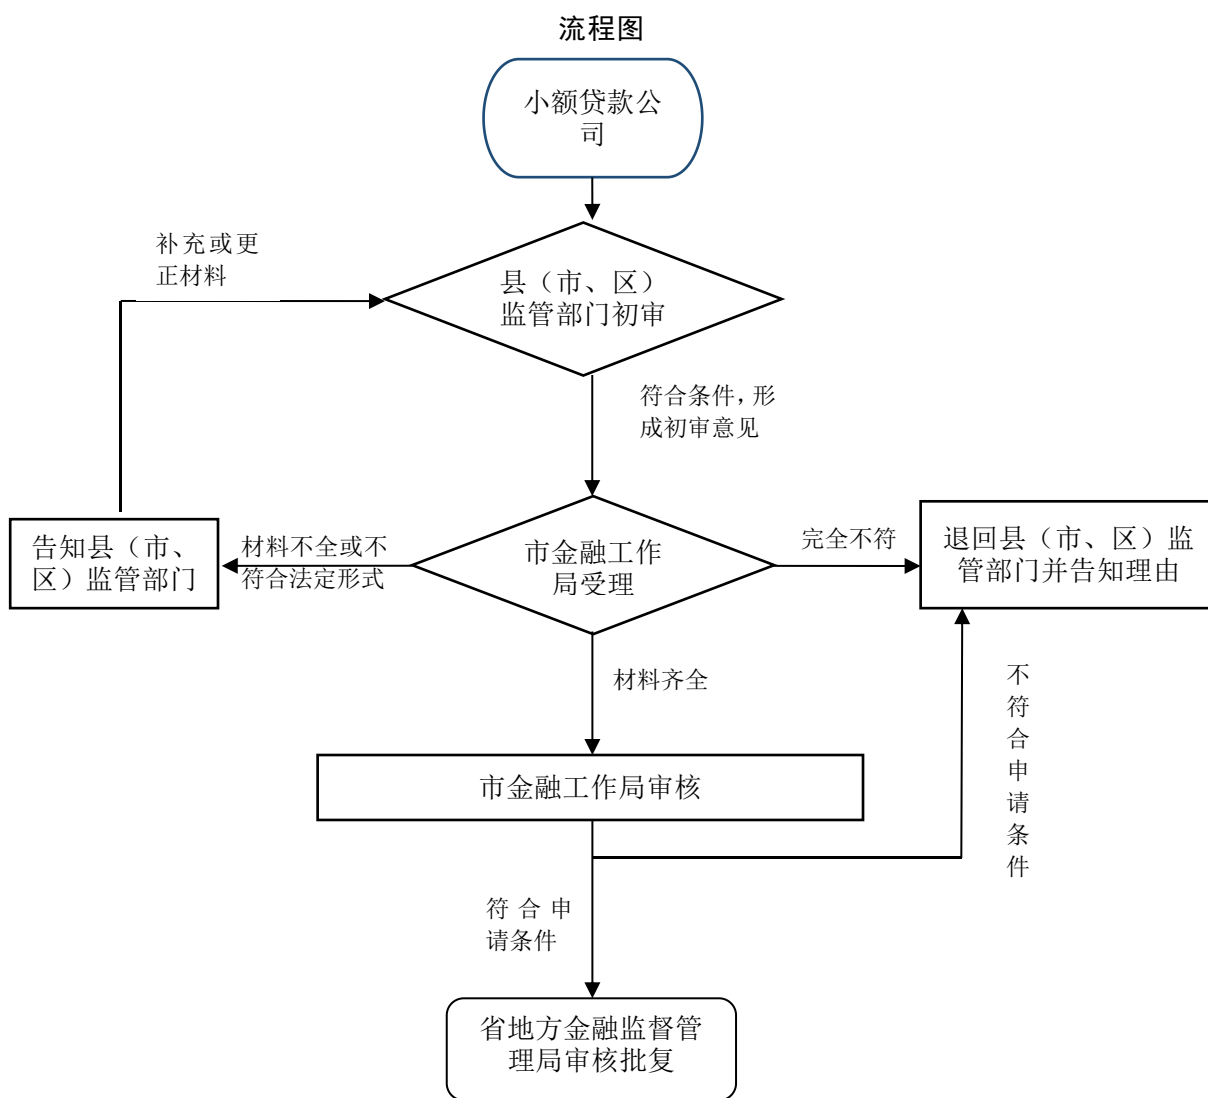 流程图
小额贷款公
司
补充或更
正材料
县（市、区）
监管部门初审
符合条件，形
成初审意见
告知县（市、
区）监管部门
材料不全或不
符合法定形式
市金融工作
局受理
完全不符
退回县（市、区）监
管部门并告知理由
材料齐全
不
符
合
申
请
条
件
市金融工作局审核
符合申
请条件
省地方金融监督管
理局审核批复